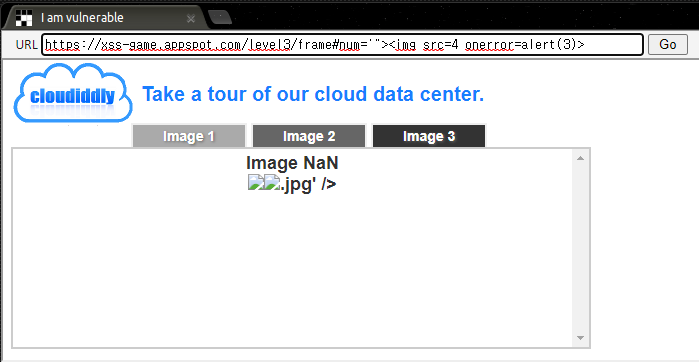 I am vulnerable
URL https://xss-game.appspot.com/level3/frame#num='"><img src=4 onerror=alert(3)> Go
cloudiddly Take a tour of our cloud data center.
Image 1 Image 2 Image 3
Image NaN
.jpg' />